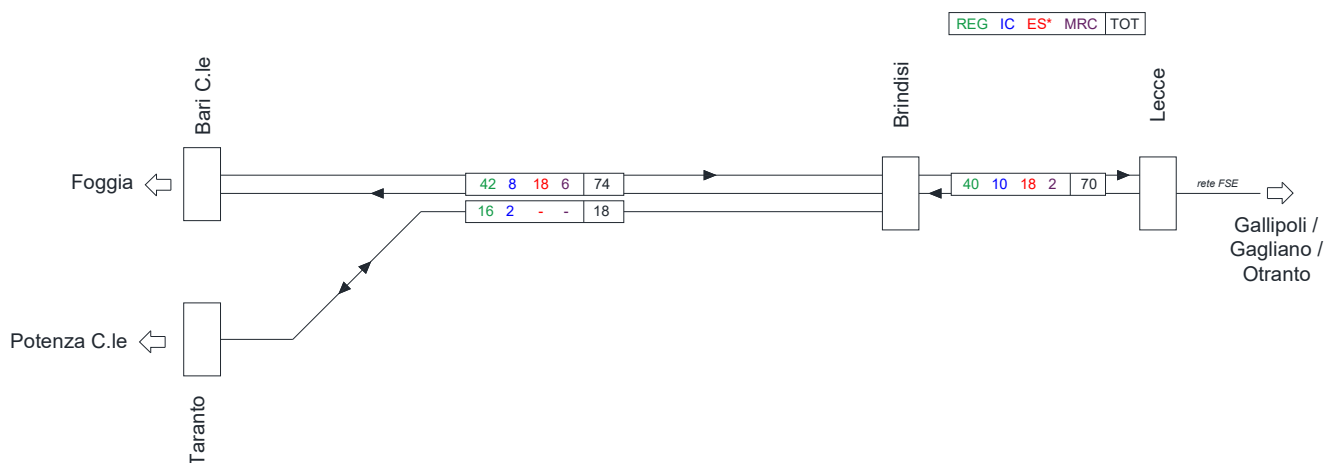 REG IC ES* MRC TOT
Bari C.le
Brindisi
Lecce
Foggia
42 8 18 6 74
40 10 18 2 70
rete FSE
16 2 - - 18
Gallipoli /
Gagliano /
Otranto
Potenza C.le
Taranto